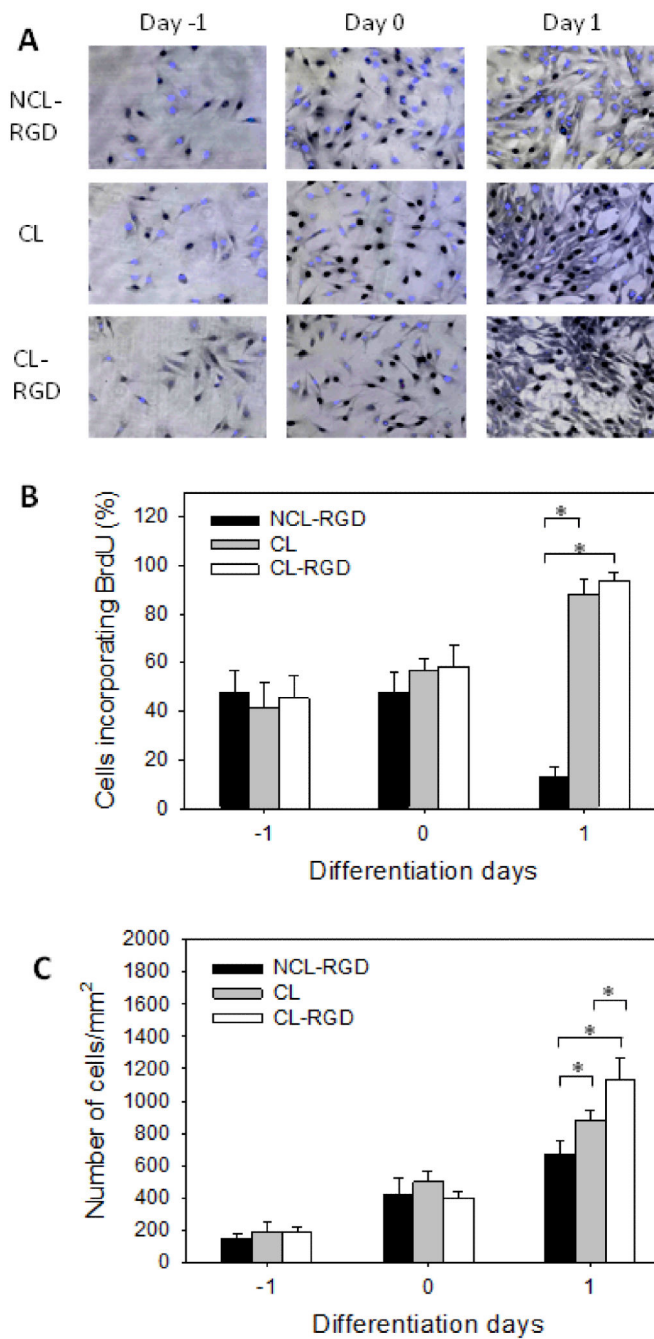 A
Day -1 Day 0 Day 1
NCL-
RGD
CL
CL-
RGD
B
Cells incorporating BrdU (%)
120
100
80
60
40
20
0
NCL-RGD
CL
CL-RGD
*
*
-1 0 1
Differentiation days
C
Number of cells/mm²
2000
1800
1600
1400
1200
1000
800
600
400
200
0
NCL-RGD
CL
CL-RGD
*
*
*
-1 0 1
Differentiation days